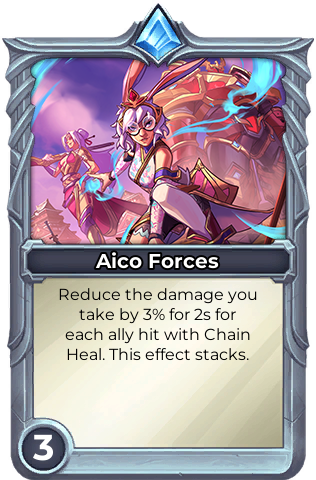 Aico Forces
Reduce the damage you
take by 3% for 2s for
each ally hit with Chain
Heal. This effect stacks.
3